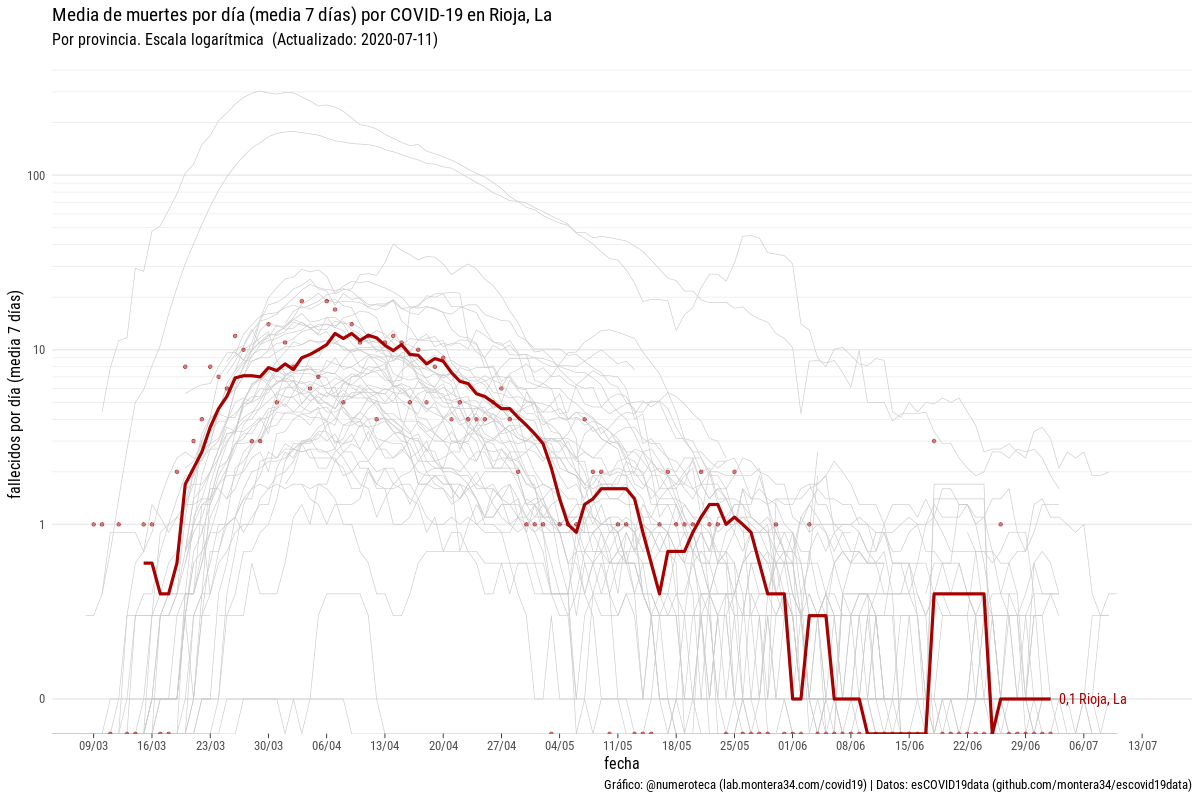 Media de muertes por día (media 7 días) por COVID-19 en Rioja, La
Por provincia. Escala logarítmica  (Actualizado: 2020-07-11)
fallecidos por día (media 7 días)
100
10
1
0
0,1 Rioja, La
09/03 16/03 23/03 30/03 06/04 13/04 20/04 27/04 04/05 11/05 18/05 25/05 01/06 08/06 15/06 22/06 29/06 06/07 13/07
fecha
Gráfico: @numeroteca (lab.montera34.com/covid19) | Datos: esCOVID19data (github.com/montera34/escovid19data)